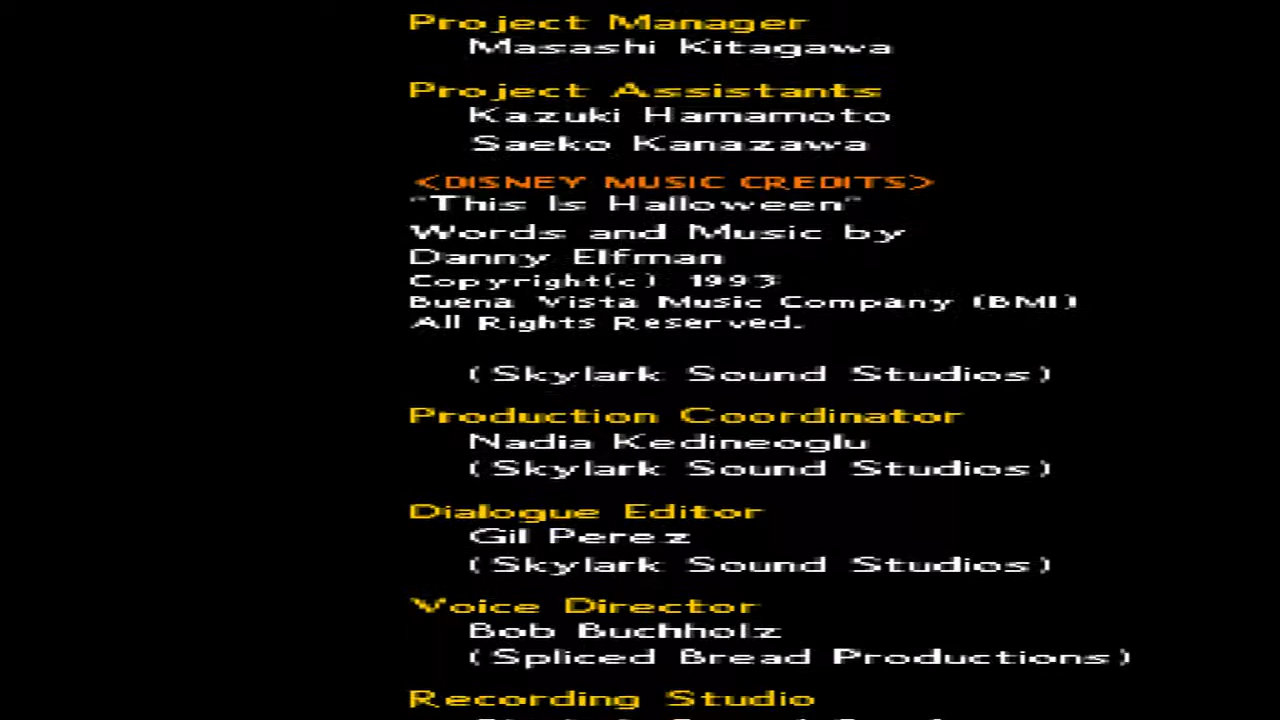 Project Manager
Masashi Kitagawa
Project Assistants
Kazuki Hamamoto
Saeko Kanazawa
<DISNEY MUSIC CREDITS>
"This Is Halloween"
Words and Music by
Danny Elfman
Copyright(c) 1993
Buena Vista Music Company (BMI)
All Rights Reserved.
(Skylark Sound Studios)
Production Coordinator
Nadia Kedineoglu
(Skylark Sound Studios)
Dialogue Editor
Gil Perez
(Skylark Sound Studios)
Voice Director
Bob Buchholz
(Spliced Bread Productions)
Recording Studio